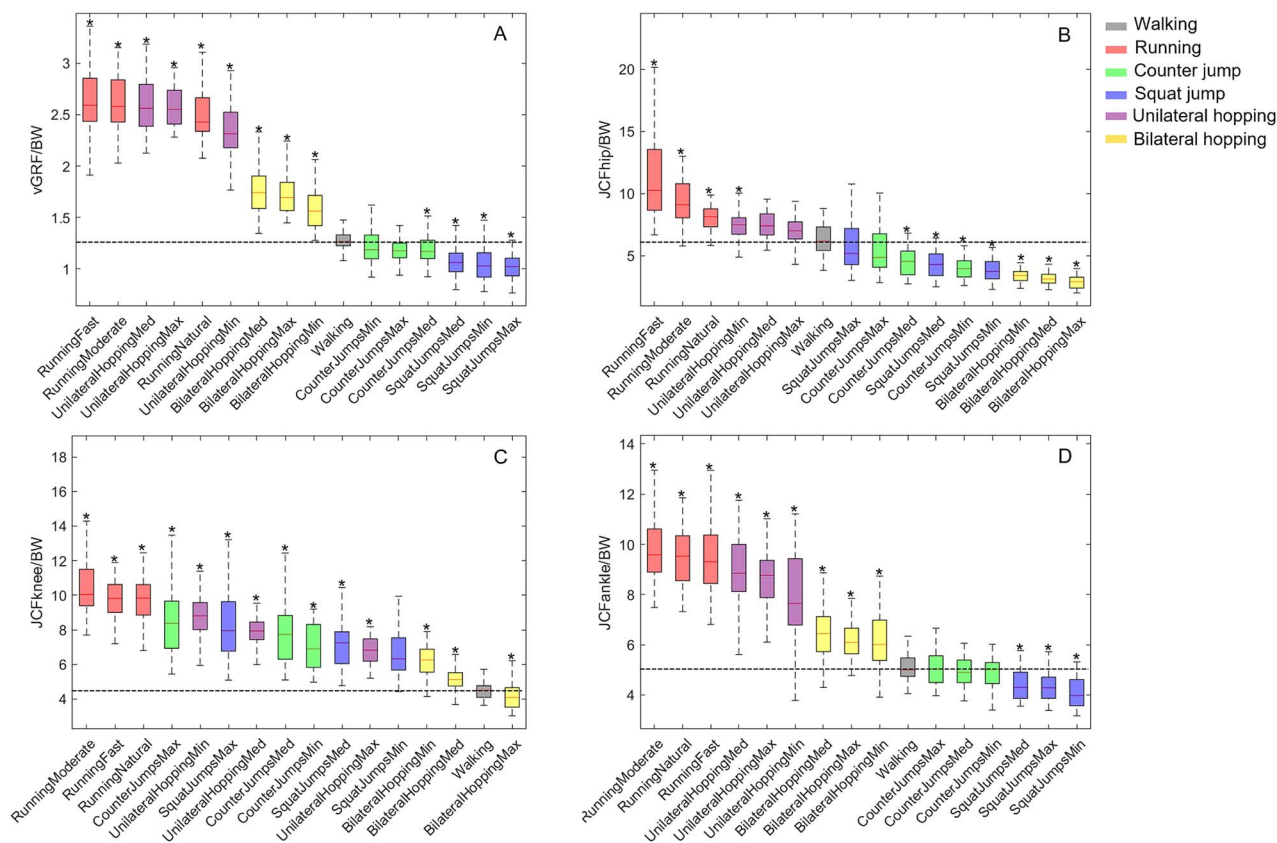 A
vGRF/BW
3
2.5
2
1.5
1
* * * * * * * * * * * * *
RunningFast
RunningModerate
UnilateralHoppingMed
UnilateralHoppingMax
RunningNatural
UnilateralHoppingMin
BilateralHoppingMed
BilateralHoppingMax
BilateralHoppingMin
Walking
CounterJumpsMin
CounterJumpsMax
CounterJumpsMed
SquatJumpsMed
SquatJumpsMin
SquatJumpsMax
B
JCFhip/BW
20
15
10
5
* * * * * * * * * * *
RunningFast
RunningModerate
RunningNatural
UnilateralHoppingMin
UnilateralHoppingMed
UnilateralHoppingMax
Walking
SquatJumpsMax
CounterJumpsMax
CounterJumpsMed
SquatJumpsMed
CounterJumpsMin
SquatJumpsMin
BilateralHoppingMin
BilateralHoppingMed
BilateralHoppingMax
Walking
Running
Counter jump
Squat jump
Unilateral hopping
Bilateral hopping
C
JCFknee/BW
18
16
14
12
10
8
6
4
* * * * * * * * * * * * * *
RunningModerate
RunningFast
RunningNatural
CounterJumpsMax
UnilateralHoppingMin
SquatJumpsMax
UnilateralHoppingMed
CounterJumpsMed
CounterJumpsMin
SquatJumpsMed
UnilateralHoppingMax
SquatJumpsMin
BilateralHoppingMin
BilateralHoppingMed
Walking
BilateralHoppingMax
D
JCFankle/BW
14
12
10
8
6
4
* * * * * * * * * * * *
RunningModerate
RunningNatural
RunningFast
UnilateralHoppingMed
UnilateralHoppingMax
UnilateralHoppingMin
BilateralHoppingMed
BilateralHoppingMax
BilateralHoppingMin
Walking
CounterJumpsMax
CounterJumpsMed
CounterJumpsMin
SquatJumpsMed
SquatJumpsMax
SquatJumpsMin